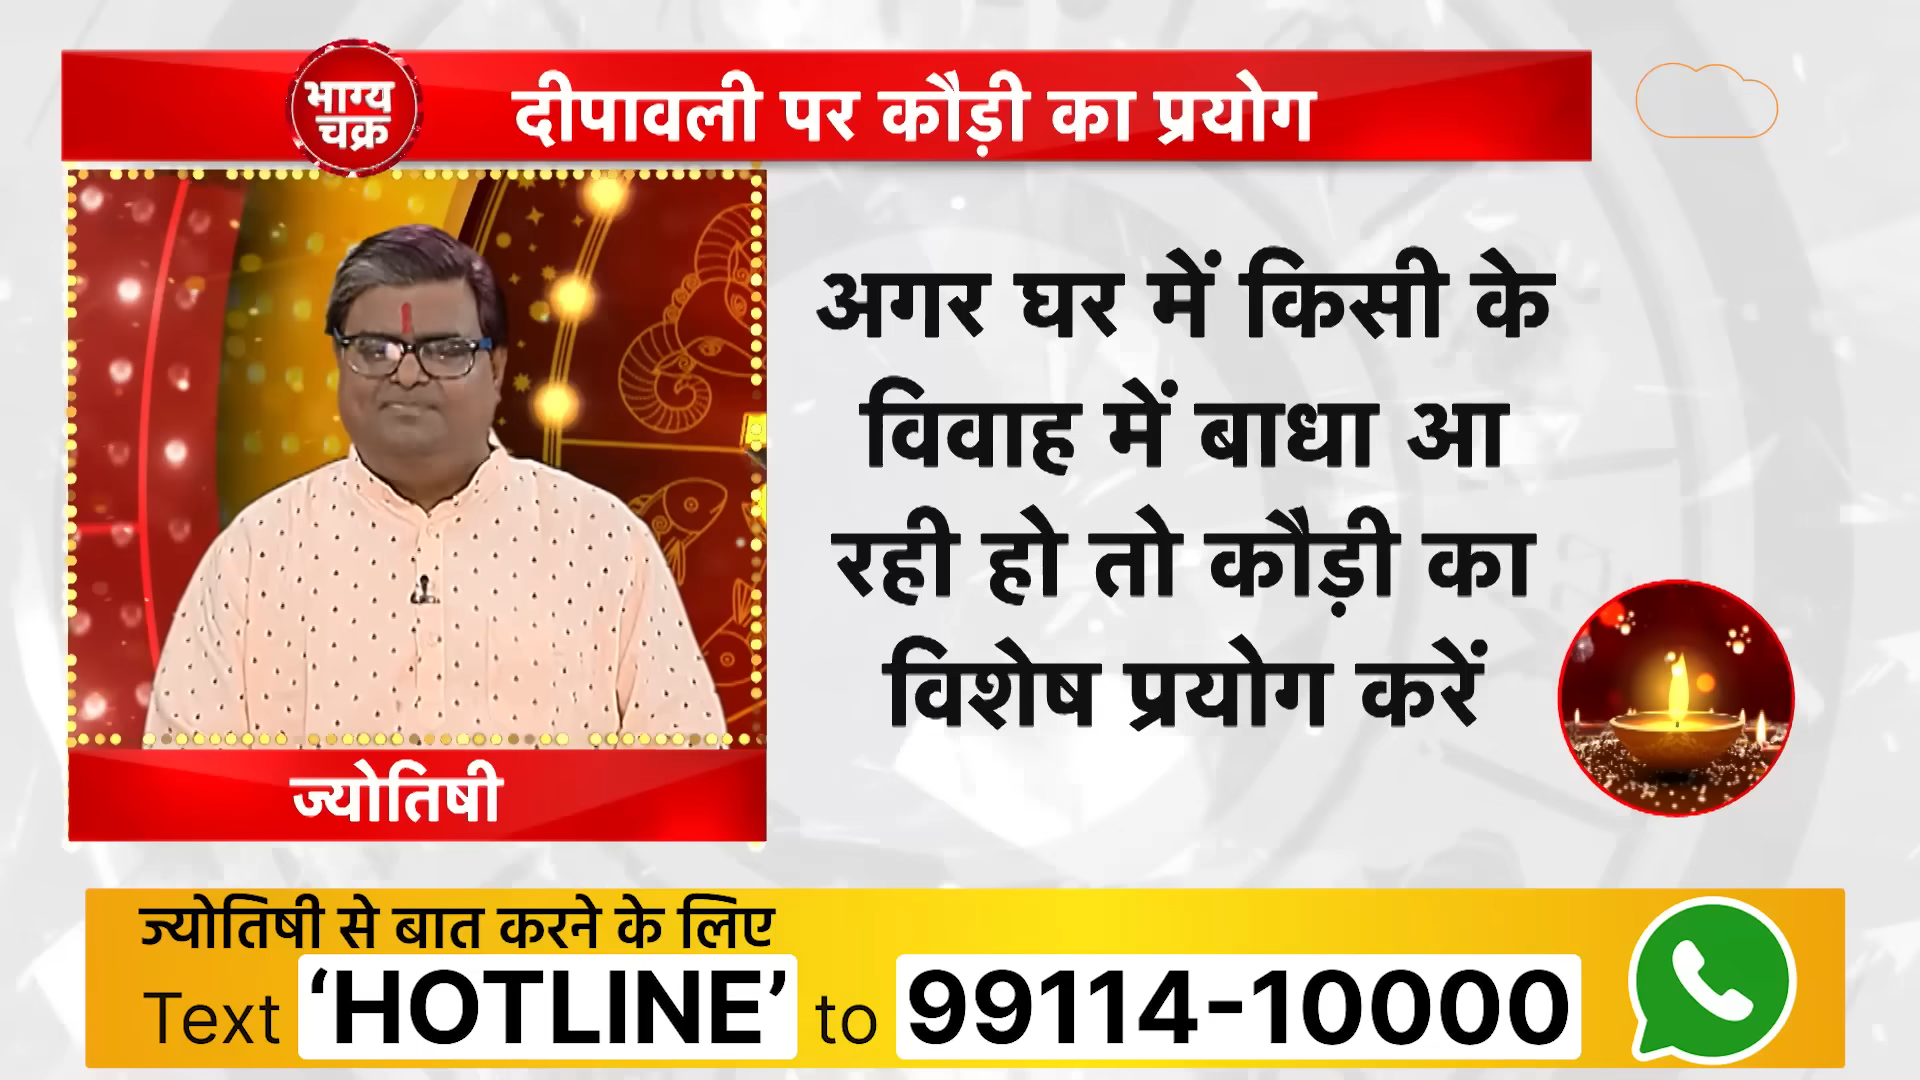 भाग्य
चक्र
दीपावली पर कौड़ी का प्रयोग
अगर घर में किसी के
विवाह में बाधा आ
रही हो तो कौड़ी का
विशेष प्रयोग करें
ज्योतिषी
ज्योतिषी से बात करने के लिए
Text ‘HOTLINE’ to 99114-10000